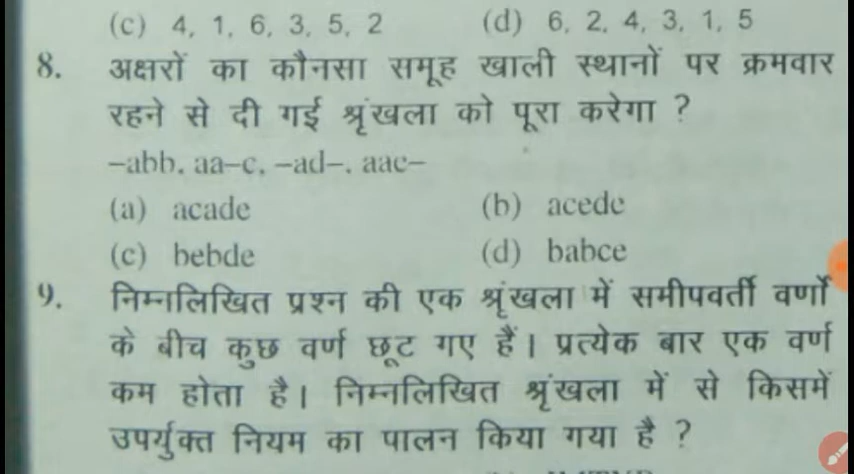 (c) 4, 1, 6, 3, 5, 2 (d) 6, 2, 4, 3, 1, 5
8. अक्षरों का कौनसा समूह खाली स्थानों पर क्रमवार
रहने से दी गई श्रृंखला को पूरा करेगा ?
–abb, aa–c, –ad–, aac–
(a) acade (b) acede
(c) bebde (d) babce
9. निम्नलिखित प्रश्न की एक श्रृंखला में समीपवर्ती वर्णों
के बीच कुछ वर्ण छूट गए हैं। प्रत्येक बार एक वर्ण
कम होता है। निम्नलिखित श्रृंखला में से किसमें
उपर्युक्त नियम का पालन किया गया है ?